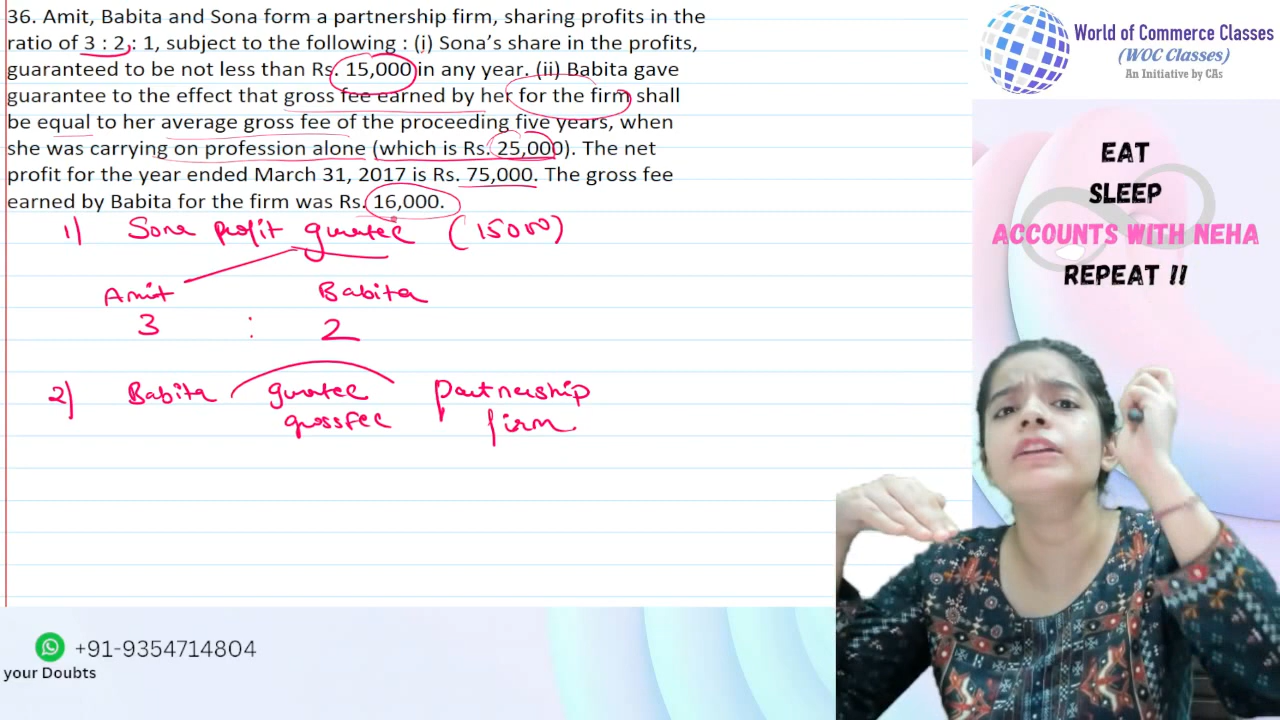 36. Amit, Babita and Sona form a partnership firm, sharing profits in the
ratio of 3 : 2 : 1, subject to the following : (i) Sona's share in the profits,
guaranteed to be not less than Rs. 15,000 in any year. (ii) Babita gave
guarantee to the effect that gross fee earned by her for the firm shall
be equal to her average gross fee of the proceeding five years, when
she was carrying on profession alone (which is Rs. 25,000). The net
profit for the year ended March 31, 2017 is Rs. 75,000. The gross fee
earned by Babita for the firm was Rs. 16,000.
1) Sona profit guratee (15000)
Amit Babita
3 : 2
2) Babita guratee partnership
grossfee firm
World of Commerce Classes
(WOC Classes)
An Initiative by CAs
EAT
SLEEP
ACCOUNTS WITH NEHA
REPEAT !!
+91-9354714804
your Doubts